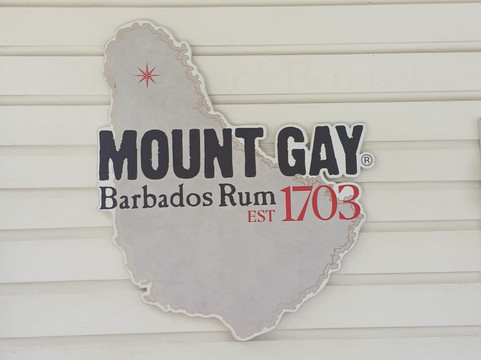 MOUNT GAY®
Barbados Rum
EST 1703